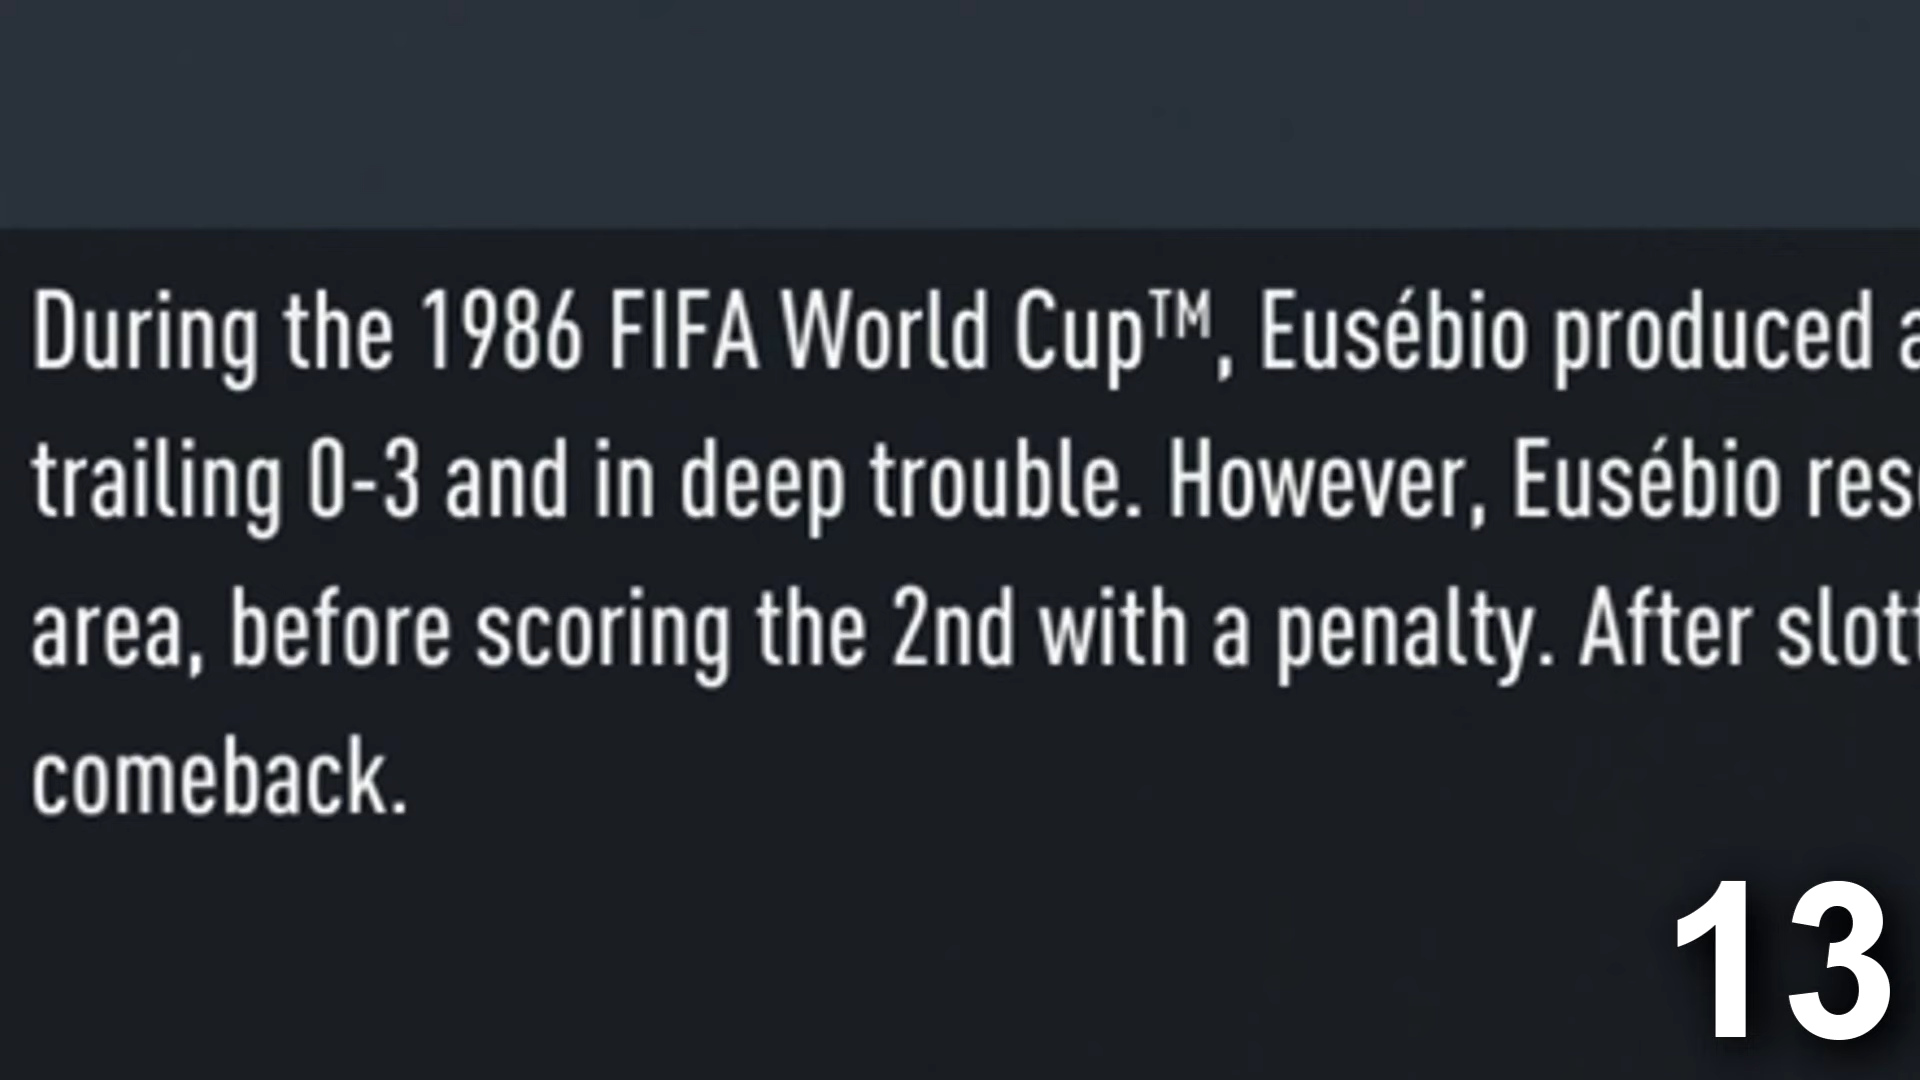 During the 1986 FIFA World Cup™, Eusébio produced a
trailing 0-3 and in deep trouble. However, Eusébio res
area, before scoring the 2nd with a penalty. After slott
comeback.
13